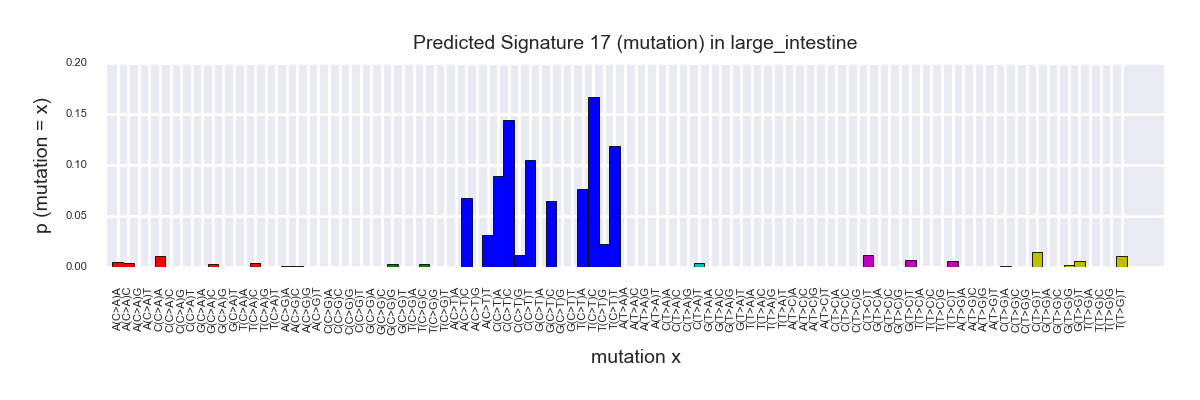 Predicted Signature 17 (mutation) in large_intestine
p (mutation = x)
0.20
0.15
0.10
0.05
0.00
A(C>A)A
A(C>A)C
A(C>A)G
A(C>A)T
C(C>A)A
C(C>A)C
C(C>A)G
C(C>A)T
G(C>A)A
G(C>A)C
G(C>A)G
G(C>A)T
T(C>A)A
T(C>A)C
T(C>A)G
T(C>A)T
A(C>G)A
A(C>G)C
A(C>G)G
A(C>G)T
C(C>G)A
C(C>G)C
C(C>G)G
C(C>G)T
G(C>G)A
G(C>G)C
G(C>G)G
G(C>G)T
T(C>G)A
T(C>G)C
T(C>G)G
T(C>G)T
A(C>T)A
A(C>T)C
A(C>T)G
A(C>T)T
C(C>T)A
C(C>T)C
C(C>T)G
C(C>T)T
G(C>T)A
G(C>T)C
G(C>T)G
G(C>T)T
T(C>T)A
T(C>T)C
T(C>T)G
T(C>T)T
A(T>A)A
A(T>A)C
A(T>A)G
A(T>A)T
C(T>A)A
C(T>A)C
C(T>A)G
C(T>A)T
G(T>A)A
G(T>A)C
G(T>A)G
G(T>A)T
T(T>A)A
T(T>A)C
T(T>A)G
T(T>A)T
A(T>C)A
A(T>C)C
A(T>C)G
A(T>C)T
C(T>C)A
C(T>C)C
C(T>C)G
C(T>C)T
G(T>C)A
G(T>C)C
G(T>C)G
G(T>C)T
T(T>C)A
T(T>C)C
T(T>C)G
T(T>C)T
A(T>G)A
A(T>G)C
A(T>G)G
A(T>G)T
C(T>G)A
C(T>G)C
C(T>G)G
C(T>G)T
G(T>G)A
G(T>G)C
G(T>G)G
G(T>G)T
T(T>G)A
T(T>G)C
T(T>G)G
T(T>G)T
mutation x